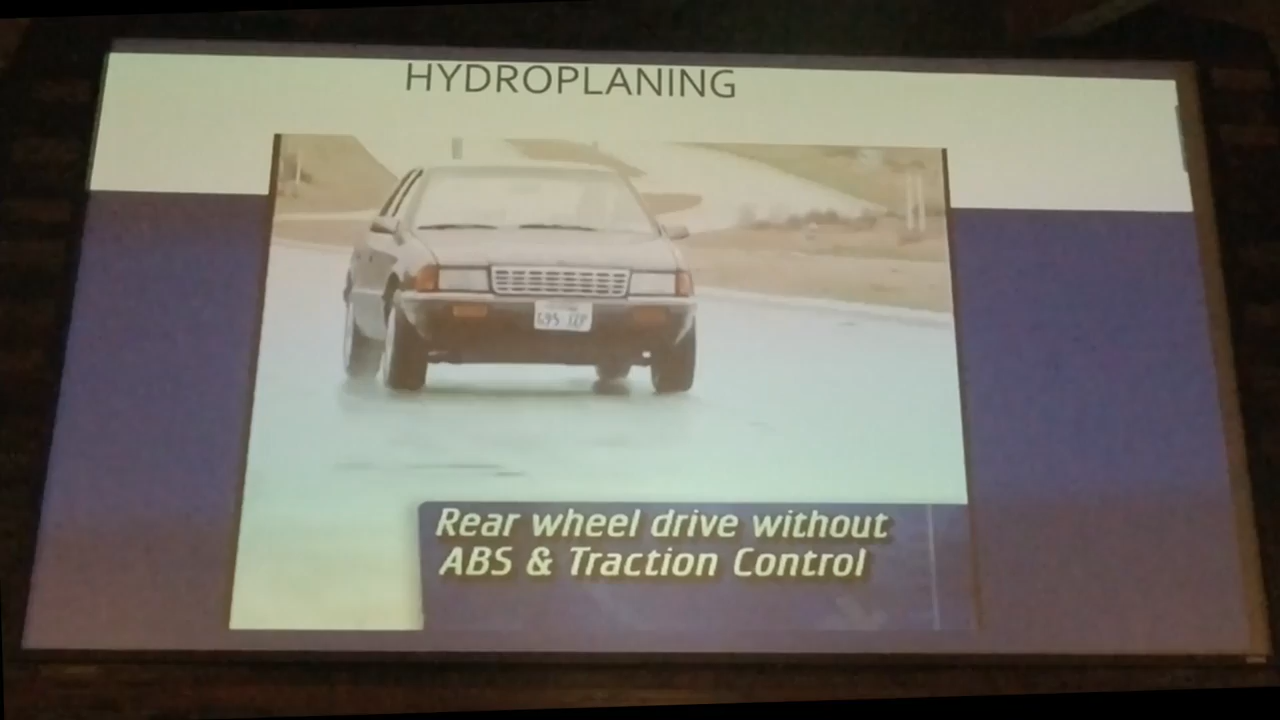 HYDROPLANING
Rear wheel drive without
ABS & Traction Control